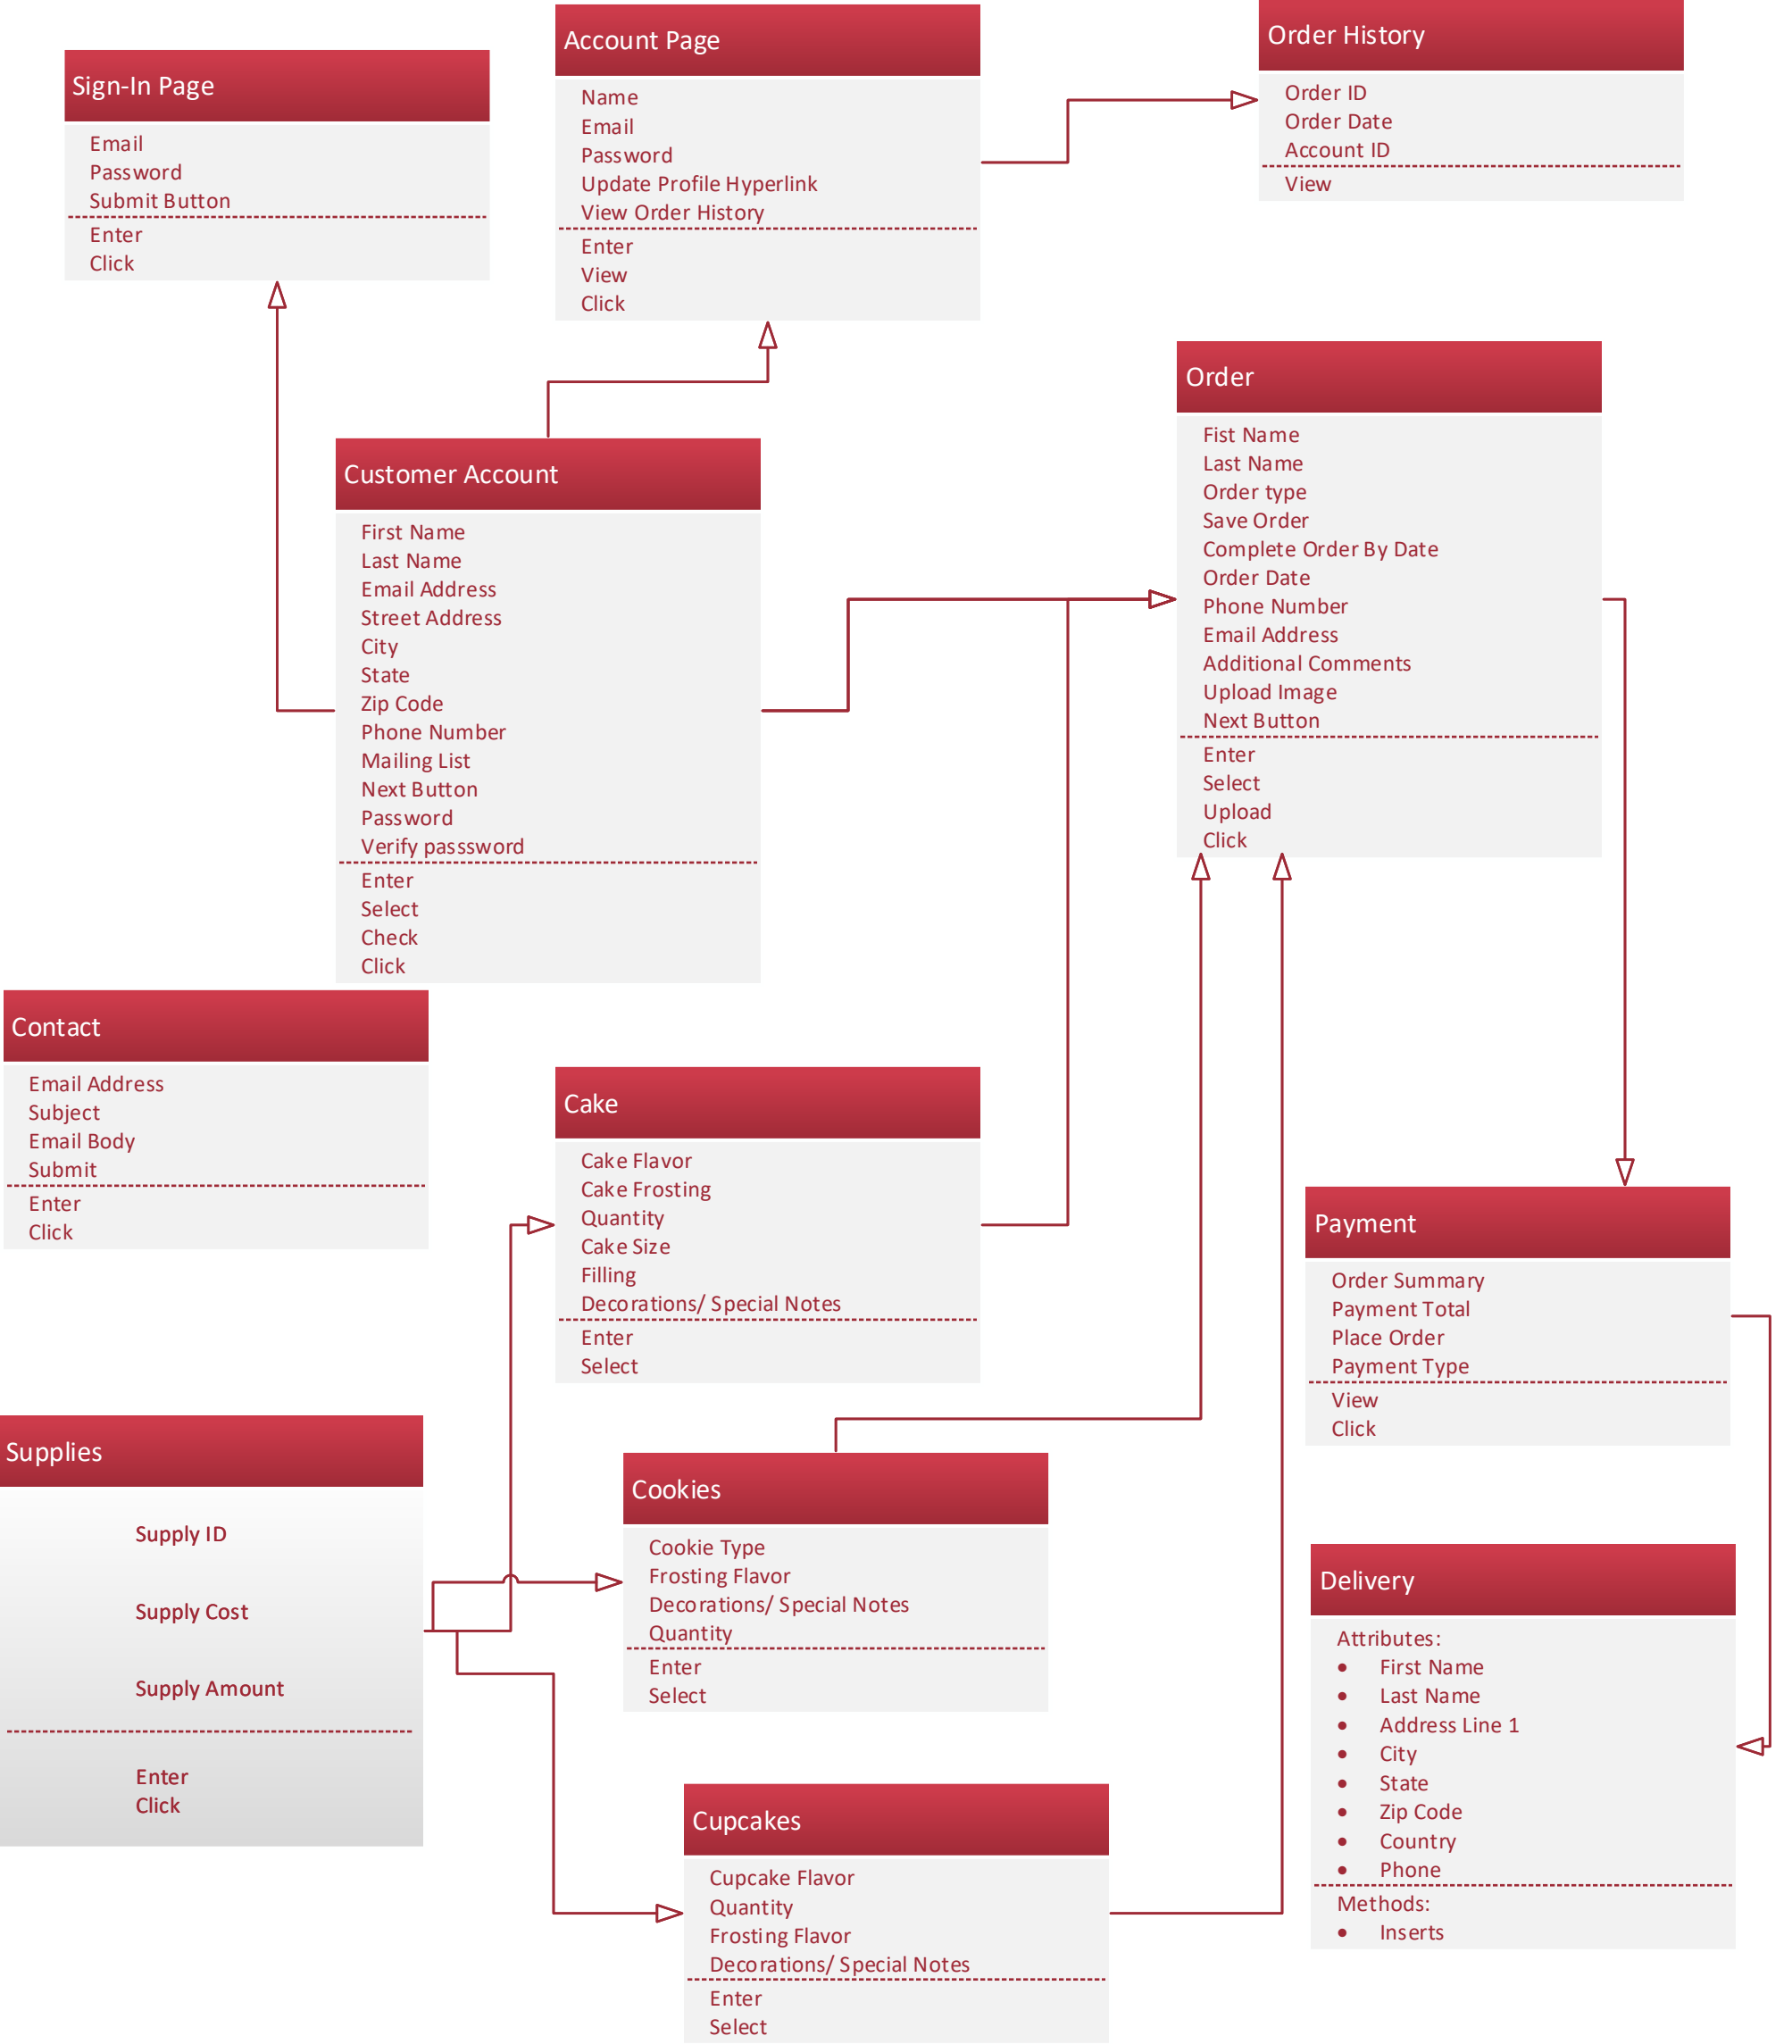 Sign-In Page
Email
Password
Submit Button
Enter
Click
Account Page
Name
Email
Password
Update Profile Hyperlink
View Order History
Enter
View
Click
Order History
Order ID
Order Date
Account ID
View
Customer Account
First Name
Last Name
Email Address
Street Address
City
State
Zip Code
Phone Number
Mailing List
Next Button
Password
Verify passsword
Enter
Select
Check
Click
Order
Fist Name
Last Name
Order type
Save Order
Complete Order By Date
Order Date
Phone Number
Email Address
Additional Comments
Upload Image
Next Button
Enter
Select
Upload
Click
Contact
Email Address
Subject
Email Body
Submit
Enter
Click
Cake
Cake Flavor
Cake Frosting
Quantity
Cake Size
Filling
Decorations/ Special Notes
Enter
Select
Payment
Order Summary
Payment Total
Place Order
Payment Type
View
Click
Supplies
Supply ID
Supply Cost
Supply Amount
Enter
Click
Cookies
Cookie Type
Frosting Flavor
Decorations/ Special Notes
Quantity
Enter
Select
Delivery
Attributes:
• First Name
• Last Name
• Address Line 1
• City
• State
• Zip Code
• Country
• Phone
Methods:
• Inserts
Cupcakes
Cupcake Flavor
Quantity
Frosting Flavor
Decorations/ Special Notes
Enter
Select